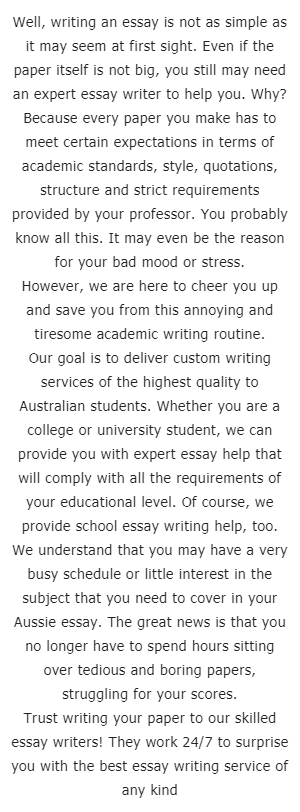 Well, writing an essay is not as simple as
it may seem at first sight. Even if the
paper itself is not big, you still may need
an expert essay writer to help you. Why?
Because every paper you make has to
meet certain expectations in terms of
academic standards, style, quotations,
structure and strict requirements
provided by your professor. You probably
know all this. It may even be the reason
for your bad mood or stress.
However, we are here to cheer you up
and save you from this annoying and
tiresome academic writing routine.
Our goal is to deliver custom writing
services of the highest quality to
Australian students. Whether you are a
college or university student, we can
provide you with expert essay help that
will comply with all the requirements of
your educational level. Of course, we
provide school essay writing help, too.
We understand that you may have a very
busy schedule or little interest in the
subject that you need to cover in your
Aussie essay. The great news is that you
no longer have to spend hours sitting
over tedious and boring papers,
struggling for your scores.
Trust writing your paper to our skilled
essay writers! They work 24/7 to surprise
you with the best essay writing service of
any kind